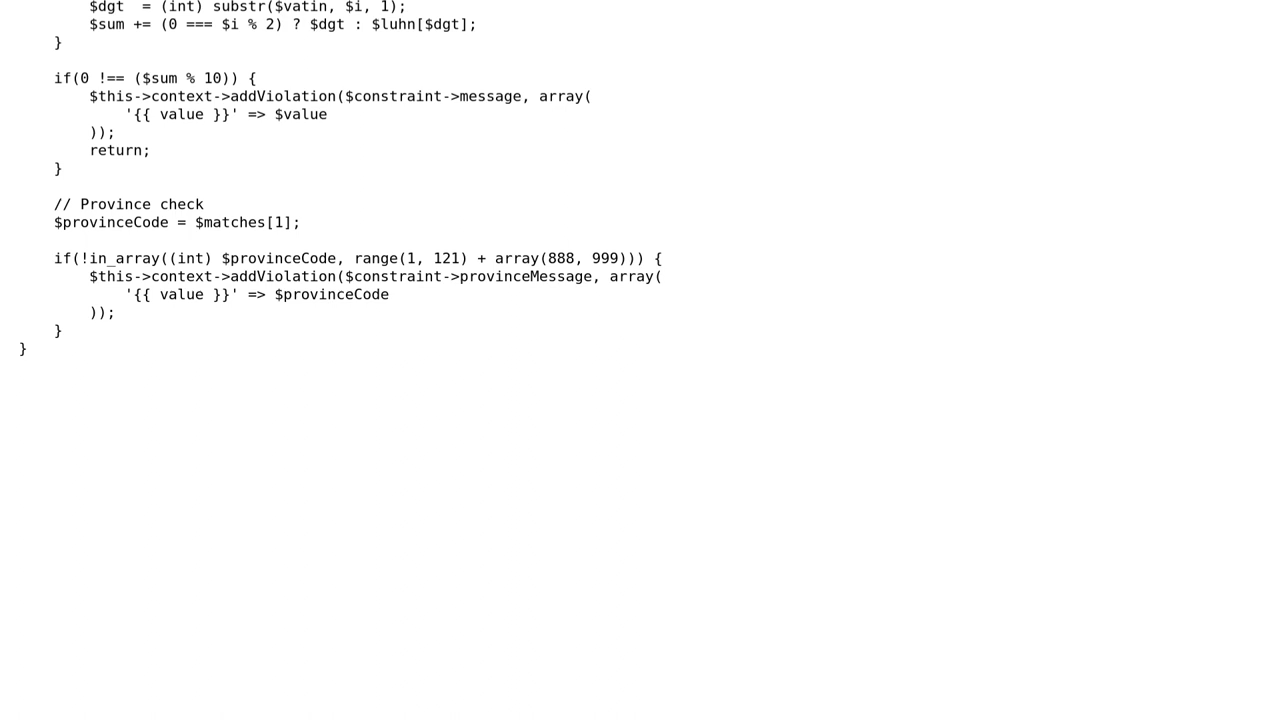 $dgt  = (int) substr($vatin, $i, 1);
        $sum += (0 === $i % 2) ? $dgt : $luhn[$dgt];
    }

    if(0 !== ($sum % 10)) {
        $this->context->addViolation($constraint->message, array(
            '{{ value }}' => $value
        ));
        return;
    }

    // Province check
    $provinceCode = $matches[1];

    if(!in_array((int) $provinceCode, range(1, 121) + array(888, 999))) {
        $this->context->addViolation($constraint->provinceMessage, array(
            '{{ value }}' => $provinceCode
        ));
    }
}